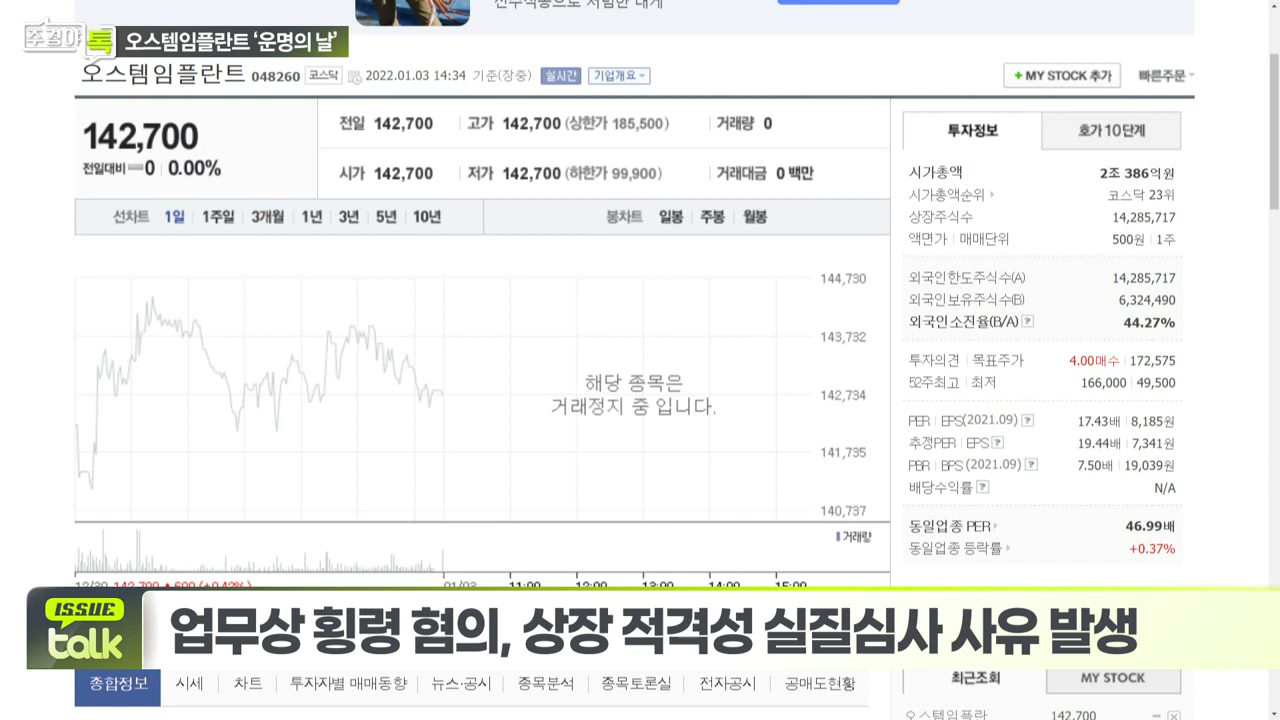 주경야
톡
오스템임플란트 ‘운명의 날’
오스템임플란트 048260 코스닥 2022.01.03 14:34 기준(장중) 실시간 기업개요
+ MY STOCK 추가 빠른주문
142,700
전일대비 0 0.00%
전일 142,700 고가 142,700 (상한가 185,500) 거래량 0
시가 142,700 저가 142,700 (하한가 99,900) 거래대금 0 백만
선차트 1일 1주일 3개월 1년 3년 5년 10년 봉차트 일봉 주봉 월봉
144,730
143,732
142,734
141,735
140,737
해당 종목은
거래정지 중 입니다.
거래량
투자정보 호가 10단계
시가총액 2조 386억원
시가총액순위 코스닥 23위
상장주식수 14,285,717
액면가 매매단위 500원 1주
외국인한도주식수(A) 14,285,717
외국인보유주식수(B) 6,324,490
외국인소진율(B/A) ? 44.27%
투자의견 목표주가 4.00매수 172,575
52주최고 최저 166,000 49,500
PER EPS(2021.09) ? 17.43배 8,185원
추정PER EPS ? 19.44배 7,341원
PBR BPS (2021.09) ? 7.50배 19,039원
배당수익률 ? N/A
동일업종 PER 46.99배
동일업종 등락률 +0.37%
ISSUE
talk
업무상 횡령 혐의, 상장 적격성 실질심사 사유 발생
종합정보 시세 차트 투자자별 매매동향 뉴스·공시 종목분석 종목토론실 전자공시 공매도현황
최근조회 MY STOCK
오스템임플란 142,700